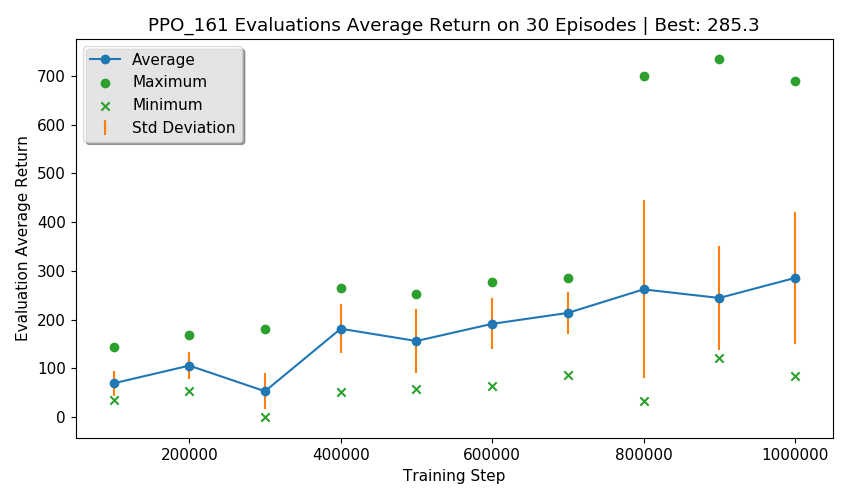 PPO_161 Evaluations Average Return on 30 Episodes | Best: 285.3
Average
Maximum
Minimum
Std Deviation
Evaluation Average Return
700
600
500
400
300
200
100
0
200000
400000
600000
800000
1000000
Training Step